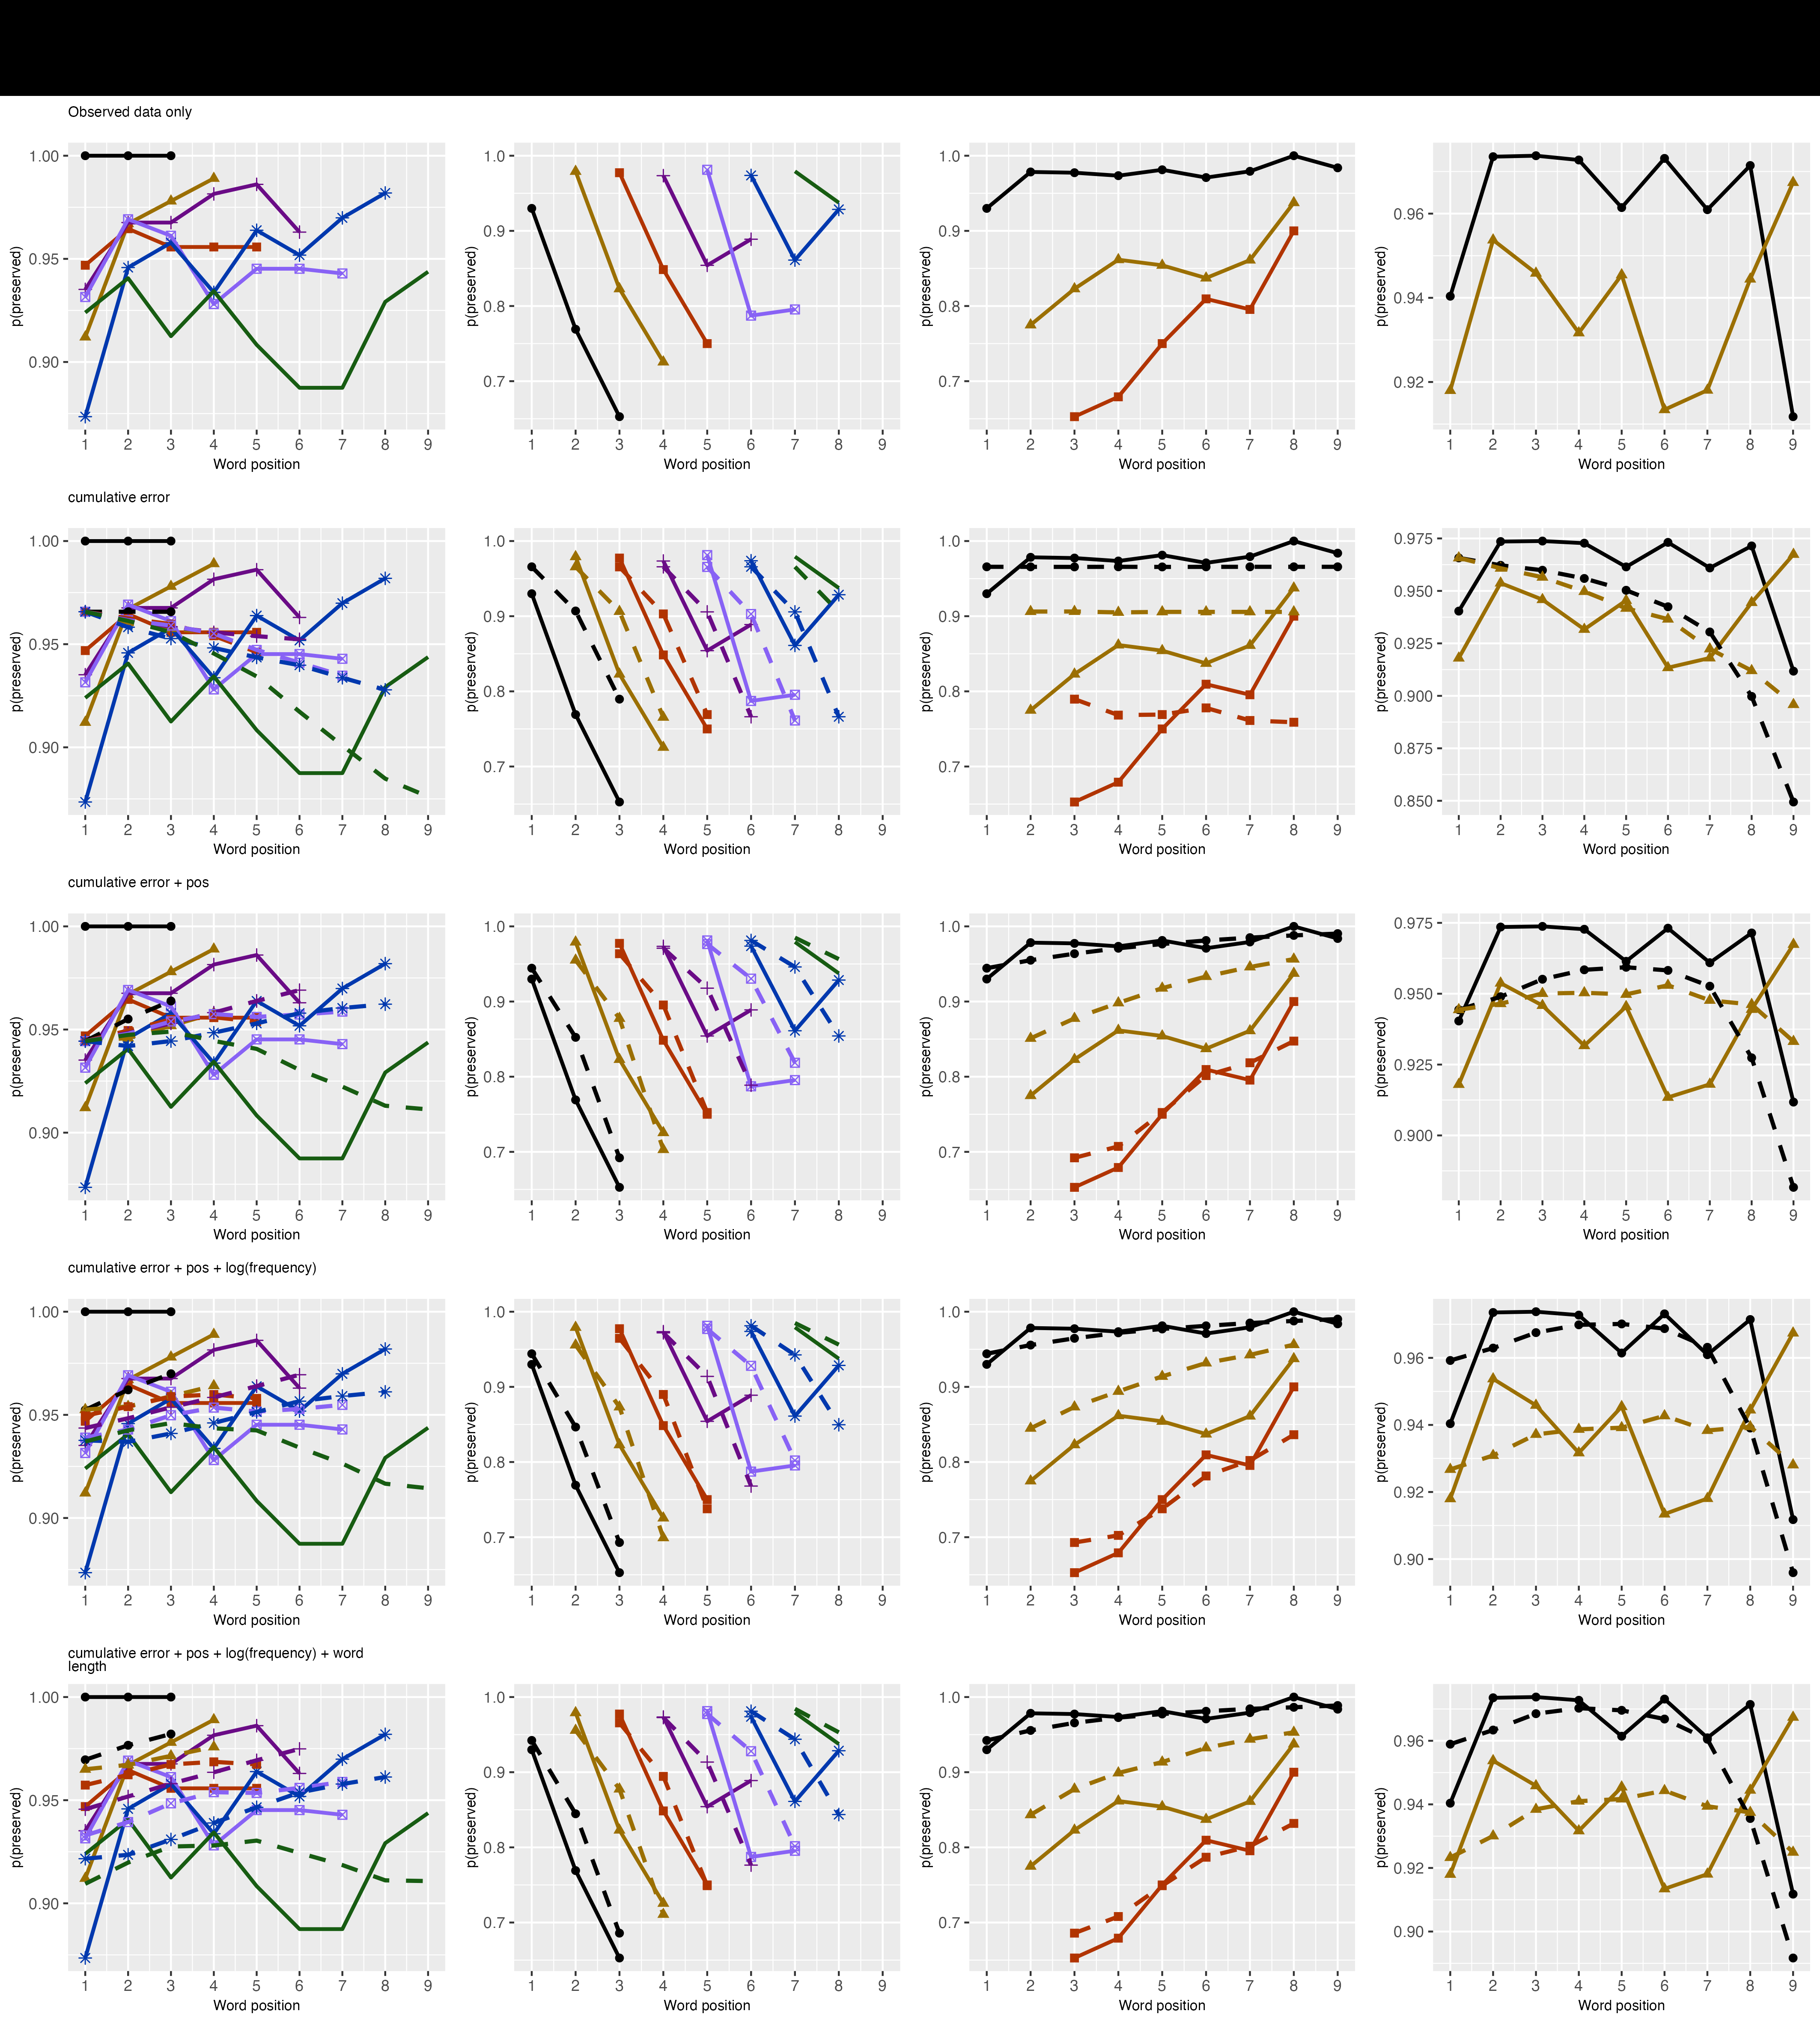 Observed data only
1.00
0.95
0.90
p(preserved)
1 2 3 4 5 6 7 8 9
Word position
1.0
0.9
0.8
0.7
p(preserved)
1 2 3 4 5 6 7 8 9
Word position
1.0
0.9
0.8
0.7
p(preserved)
1 2 3 4 5 6 7 8 9
Word position
0.96
0.94
0.92
p(preserved)
1 2 3 4 5 6 7 8 9
Word position
cumulative error
1.00
0.95
0.90
p(preserved)
1 2 3 4 5 6 7 8 9
Word position
1.0
0.9
0.8
0.7
p(preserved)
1 2 3 4 5 6 7 8 9
Word position
1.0
0.9
0.8
0.7
p(preserved)
1 2 3 4 5 6 7 8 9
Word position
0.975
0.950
0.925
0.900
0.875
0.850
p(preserved)
1 2 3 4 5 6 7 8 9
Word position
cumulative error + pos
1.00
0.95
0.90
p(preserved)
1 2 3 4 5 6 7 8 9
Word position
1.0
0.9
0.8
0.7
p(preserved)
1 2 3 4 5 6 7 8 9
Word position
1.0
0.9
0.8
0.7
p(preserved)
1 2 3 4 5 6 7 8 9
Word position
0.975
0.950
0.925
0.900
p(preserved)
1 2 3 4 5 6 7 8 9
Word position
cumulative error + pos + log(frequency)
1.00
0.95
0.90
p(preserved)
1 2 3 4 5 6 7 8 9
Word position
1.0
0.9
0.8
0.7
p(preserved)
1 2 3 4 5 6 7 8 9
Word position
1.0
0.9
0.8
0.7
p(preserved)
1 2 3 4 5 6 7 8 9
Word position
0.96
0.94
0.92
0.90
p(preserved)
1 2 3 4 5 6 7 8 9
Word position
cumulative error + pos + log(frequency) + word
length
1.00
0.95
0.90
p(preserved)
1 2 3 4 5 6 7 8 9
Word position
1.0
0.9
0.8
0.7
p(preserved)
1 2 3 4 5 6 7 8 9
Word position
1.0
0.9
0.8
0.7
p(preserved)
1 2 3 4 5 6 7 8 9
Word position
0.96
0.94
0.92
0.90
p(preserved)
1 2 3 4 5 6 7 8 9
Word position